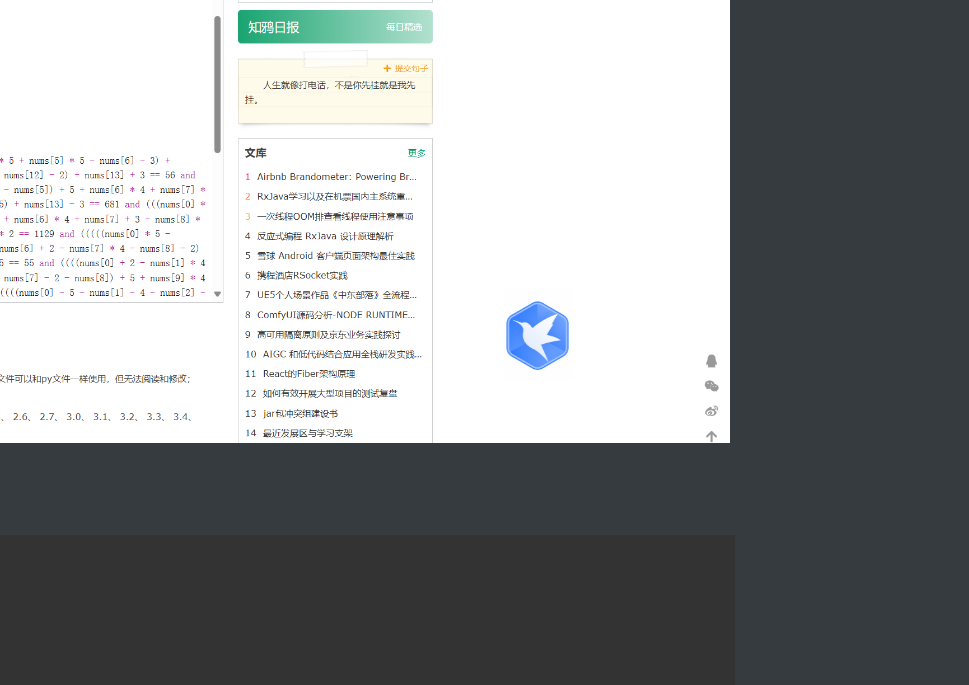 知鸦日报
每日精选
提交句子
人生就像打电话，不是你先挂就是我先
挂。
文库
更多
1 Airbnb Brandometer: Powering Br...
2 RxJava学习以及在机票国内主系统重...
3 一次线程OOM排查看线程使用注意事项
4 反应式编程 RxJava 设计原理解析
5 雪球 Android 客户端页面架构最佳实践
6 携程酒店RSocket实践
7 UE5个人场景作品《中东部落》全流程...
8 ComfyUI源码分析-NODE RUNTIME...
9 高可用隔离原则及京东业务实践探讨
10 AIGC 和低代码结合应用全栈研发实践...
11 React的Fiber架构原理
12 如何有效开展大型项目的测试复盘
13 jar包冲突组建设书
14 最近发展区与学习支架
* 5 + nums[5] * 5 - nums[6] - 3) +
nums[12] - 2) - nums[13] + 3 == 56 and
- nums[5]) + 5 + nums[6] * 4 + nums[7] *
5) + nums[13] - 3 == 681 and (((nums[0] *
+ nums[6] * 4 + nums[7] + 3 - nums[8] *
* 2 == 1129 and (((((nums[0] * 5 -
nums[6] + 2 - nums[7] * 4 - nums[8] - 2)
5 == 55 and ((((nums[0] + 2 - nums[1] * 4
nums[7] - 2 - nums[8]) + 5 + nums[9] * 4
((((nums[0] - 5 - nums[1] - 4 - nums[2] -
文件可以和py文件一样使用，但无法阅读和修改；
、 2.6、 2.7、 3.0、 3.1、 3.2、 3.3、 3.4、